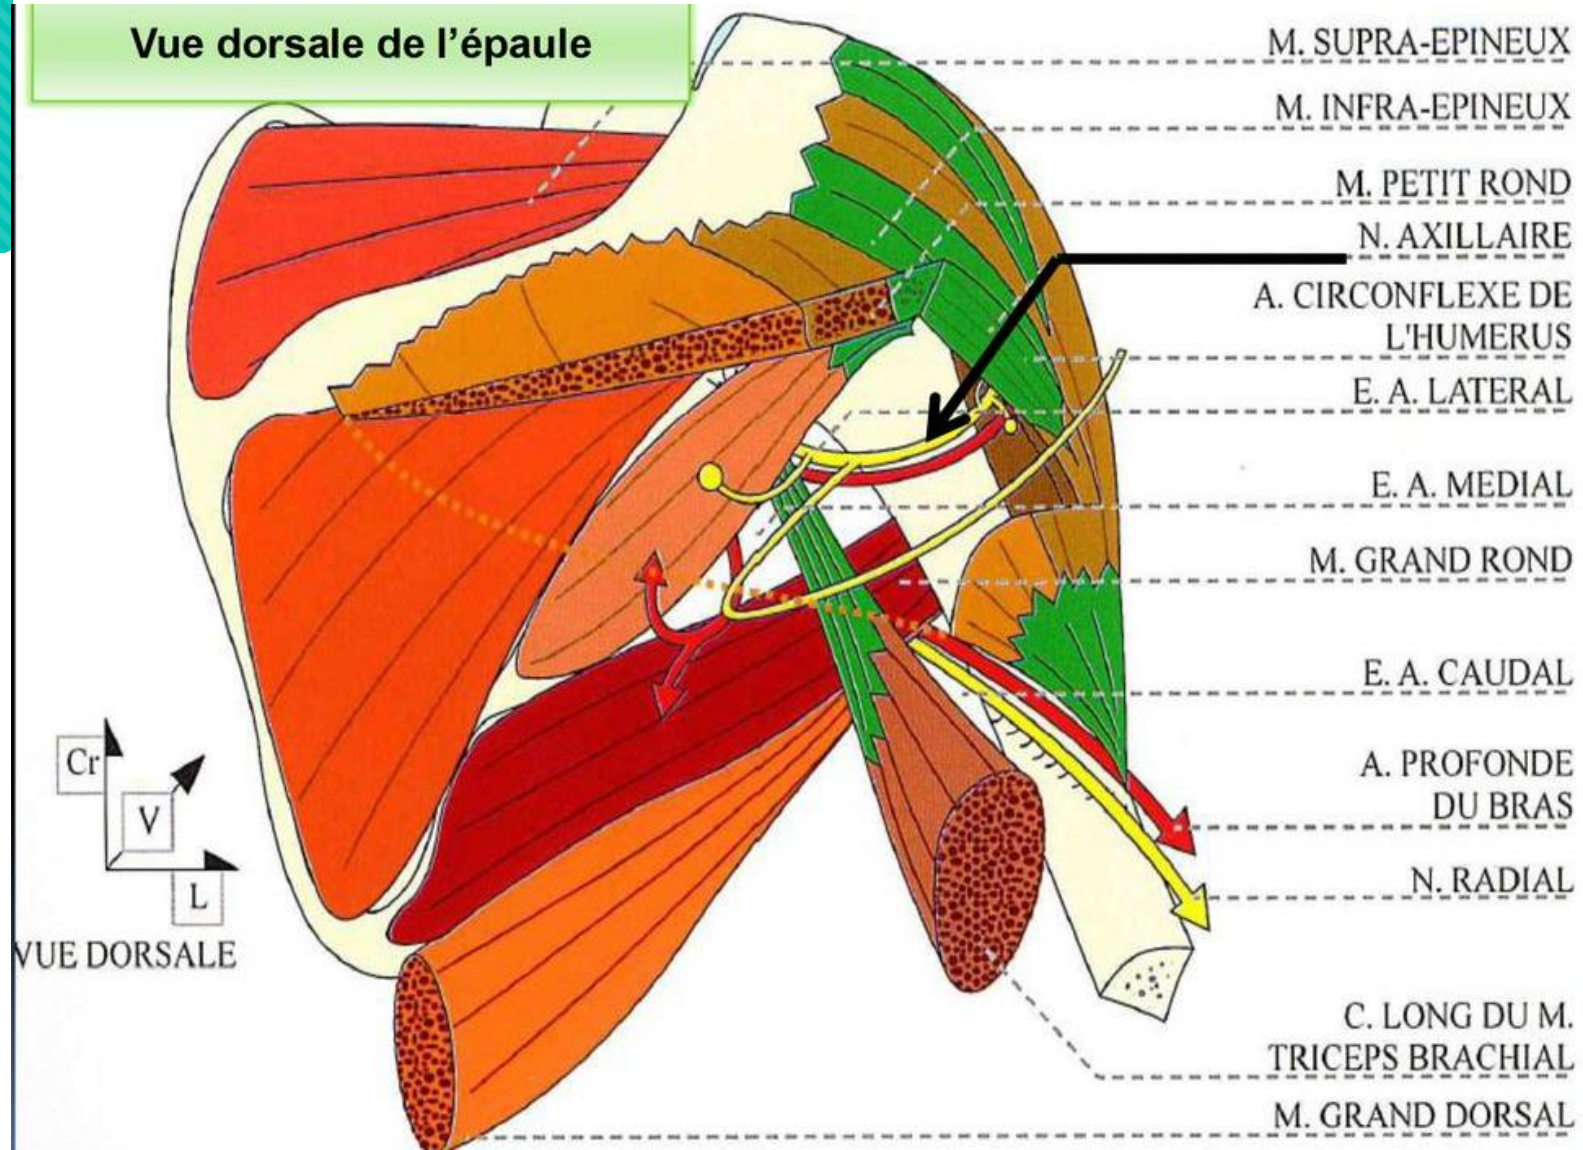 Vue dorsale de l'épaule
M. SUPRA-EPINEUX
M. INFRA-EPINEUX
M. PETIT ROND
N. AXILLAIRE
A. CIRCONFLEXE DE
L'HUMERUS
E. A. LATERAL
E. A. MEDIAL
M. GRAND ROND
E. A. CAUDAL
A. PROFONDE
DU BRAS
N. RADIAL
C. LONG DU M.
TRICEPS BRACHIAL
M. GRAND DORSAL
Cr
V
L
VUE DORSALE